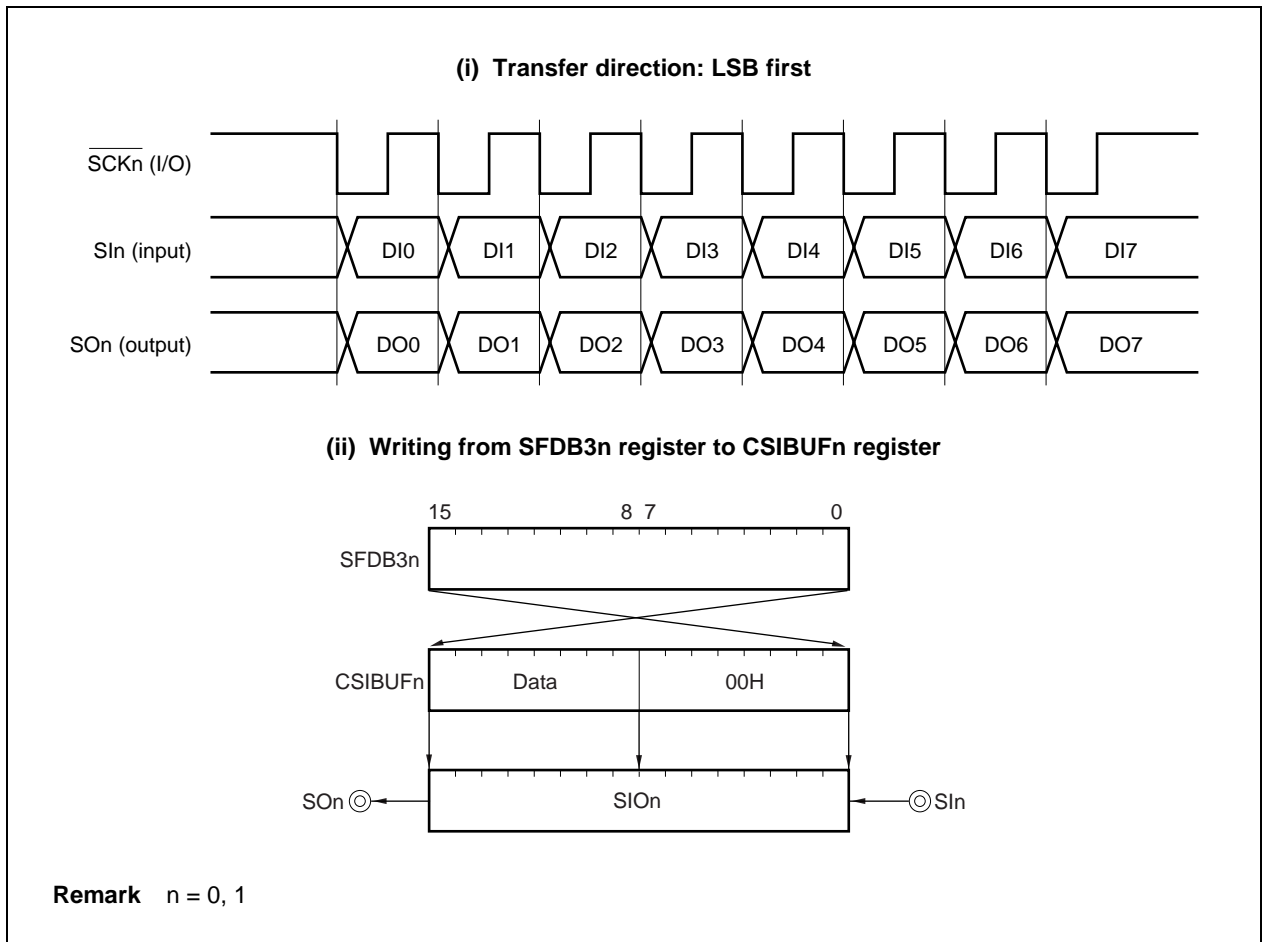 (i) Transfer direction: LSB first
SCKn (I/O)
SIn (input) DI0 DI1 DI2 DI3 DI4 DI5 DI6 DI7
SOn (output) DO0 DO1 DO2 DO3 DO4 DO5 DO6 DO7
(ii) Writing from SFDB3n register to CSIBUFn register
15 8 7 0
SFDB3n
CSIBUFn Data 00H
SOn SIOn SIn
Remark n = 0, 1